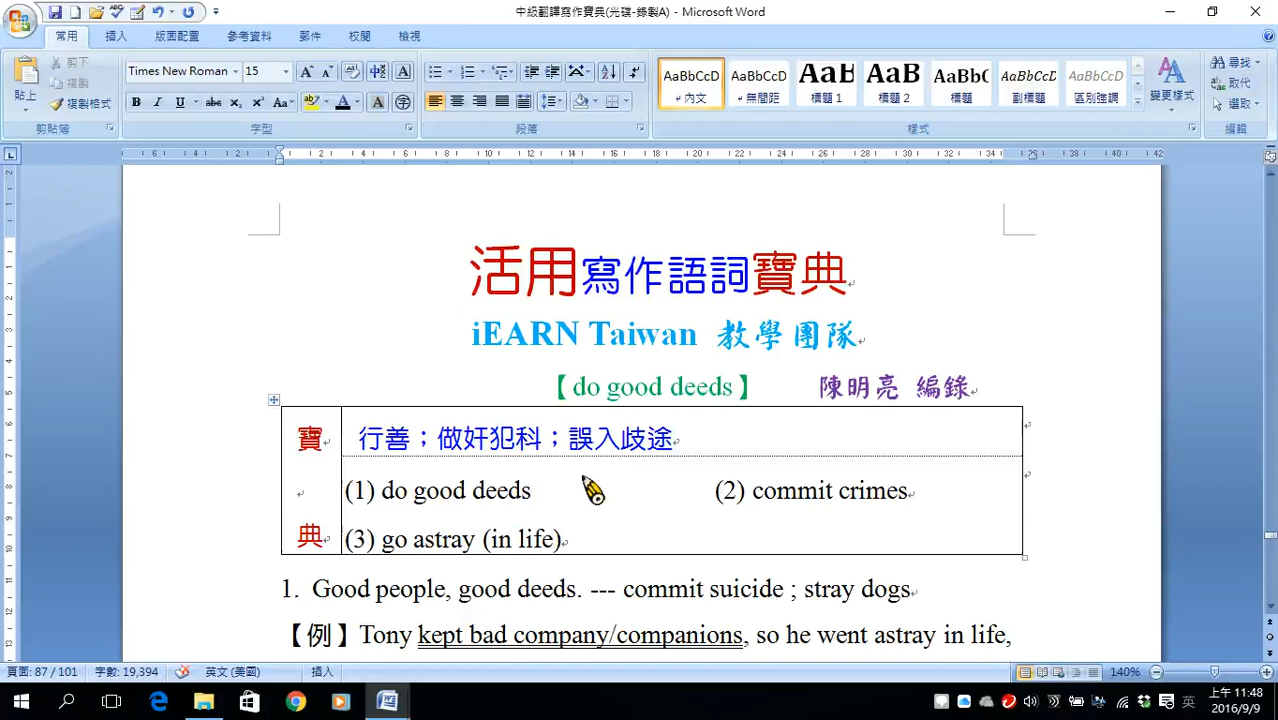 中級翻譯寫作寶典(光碟-錄製A) - Microsoft Word
常用 插入 版面配置 參考資料 郵件 校閱 檢視
貼上 剪下 複製 複製格式 剪貼簿
Times New Roman 15 字型
段落
AaBbCcD 內文 AaBbCcD 無間距 標題 1 標題 2 標題 AaBbCcD 副標題 AaBbCcD 區別強調 變更樣式 樣式
尋找 取代 選取 編輯
活用寫作語詞寶典
iEARN Taiwan 教學團隊
【do good deeds】 陳明亮 編錄
寶典
行善；做奸犯科；誤入歧途
(1) do good deeds (2) commit crimes
(3) go astray (in life)
1. Good people, good deeds. --- commit suicide ; stray dogs
【例】Tony kept bad company/companions, so he went astray in life,
頁面: 87 / 101 字數: 19,394 英文 (美國) 插入 140%
英 上午 11:48
2016/9/9